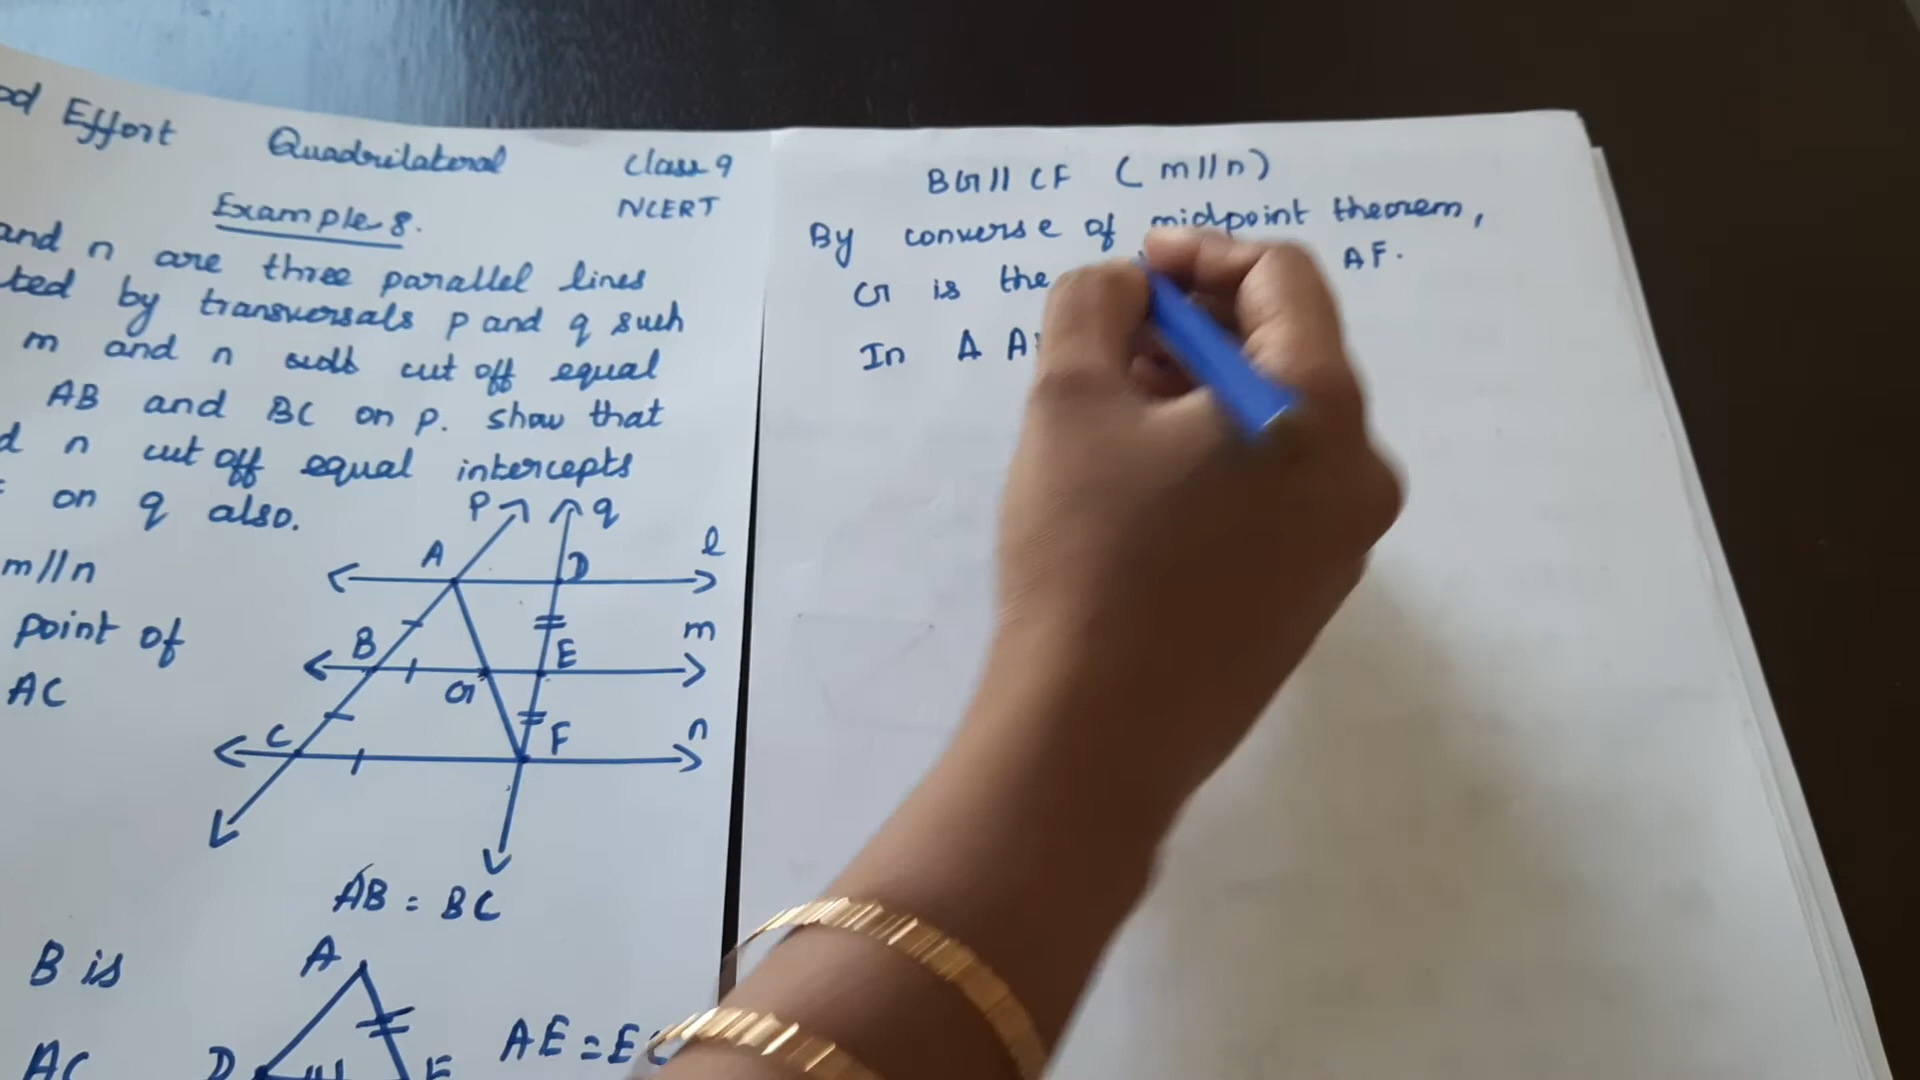 Effort Quadrilateral Class 9
NCERT
Example 8.
and n are three parallel lines
ted by transversals p and q such
m and n cut off equal
AB and BC on p. show that
n cut off equal intercepts
on q also.
m//n
point of
AC
P q
A D l
B G E m
C F n
AB = BC
B is
AC
A
D E
AE = EC
BG // CF ( m//n )
By converse of midpoint theorem,
G is the AF.
In Δ A